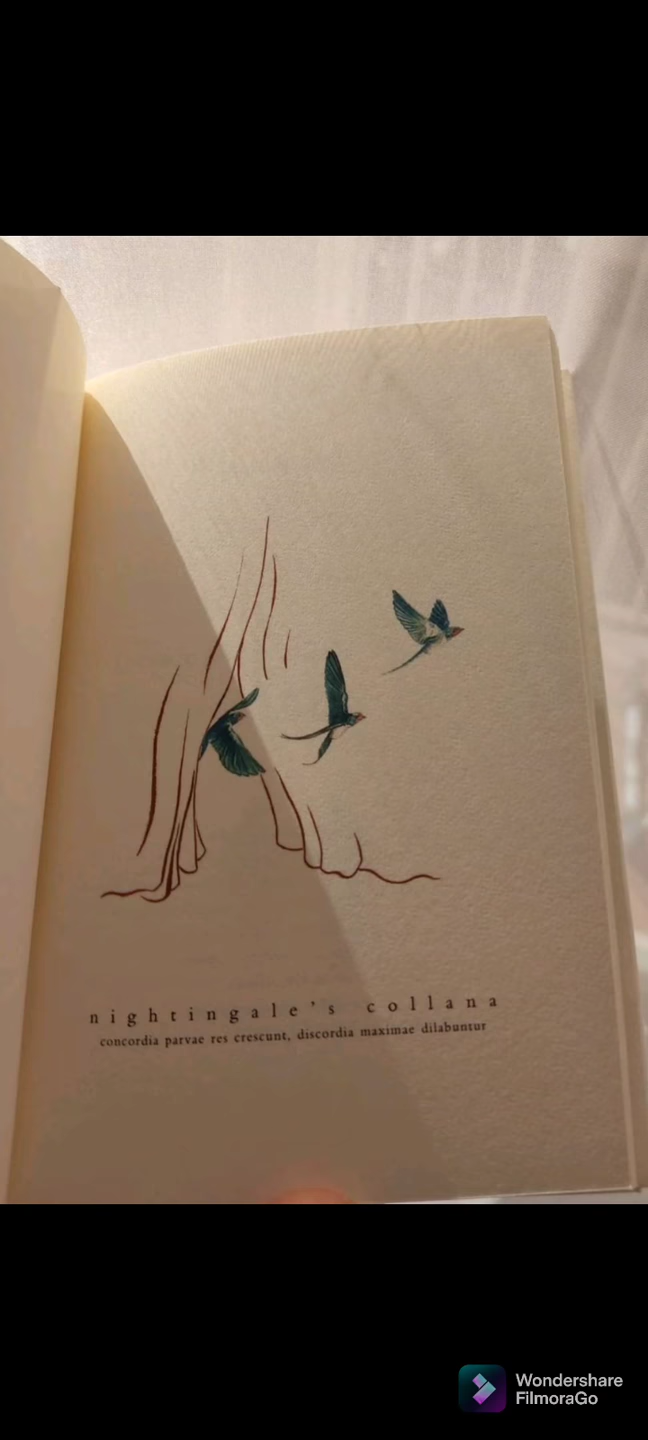 nightingale's collana
concordia parvae res crescunt, discordia maximae dilabuntur
Wondershare
FilmoraGo